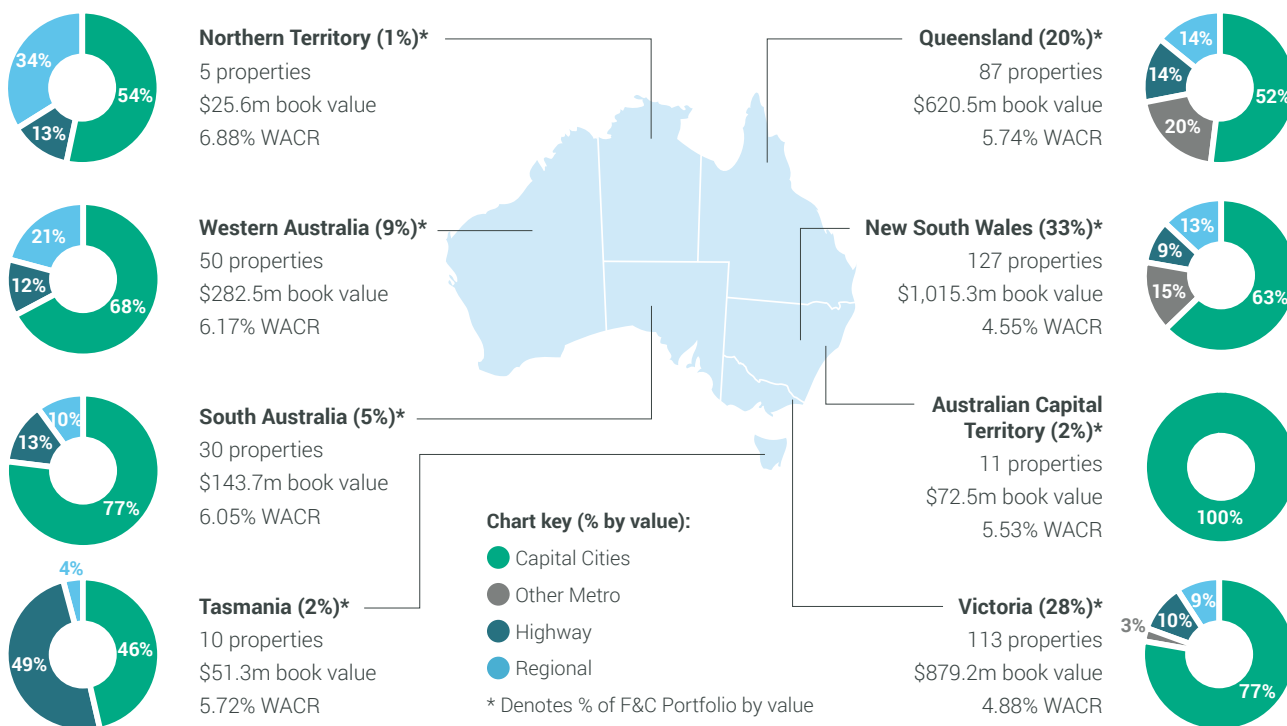 34%
54%
13%
Northern Territory (1%)*
5 properties
$25.6m book value
6.88% WACR
21%
12%
68%
Western Australia (9%)*
50 properties
$282.5m book value
6.17% WACR
10%
13%
77%
South Australia (5%)*
30 properties
$143.7m book value
6.05% WACR
4%
46%
49%
Tasmania (2%)*
10 properties
$51.3m book value
5.72% WACR
Chart key (% by value):
Capital Cities
Other Metro
Highway
Regional
* Denotes % of F&C Portfolio by value
Queensland (20%)*
87 properties
$620.5m book value
5.74% WACR
14%
14%
52%
20%
New South Wales (33%)*
127 properties
$1,015.3m book value
4.55% WACR
13%
9%
15%
63%
Australian Capital
Territory (2%)*
11 properties
$72.5m book value
5.53% WACR
100%
Victoria (28%)*
113 properties
$879.2m book value
4.88% WACR
9%
10%
3%
77%